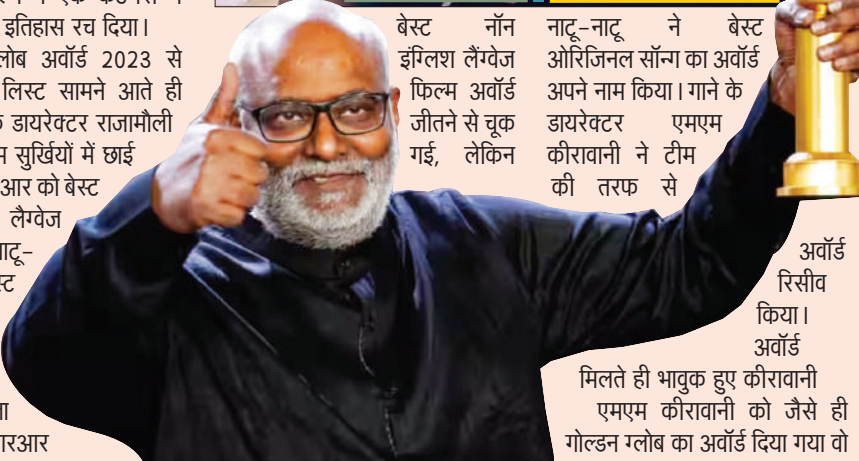 इतिहास रच दिया।
अवॉर्ड 2023 से
लिस्ट सामने आते ही
डायरेक्टर राजामौली
सुर्खियों में छाई
आर को बेस्ट
लैंग्वेज
बेस्ट नॉन
इंग्लिश लैंग्वेज
फिल्म अवॉर्ड
जीतने से चूक
गई, लेकिन
नाटू-नाटू ने बेस्ट
ओरिजिनल सॉन्ग का अवॉर्ड
अपने नाम किया। गाने के
डायरेक्टर एमएम
कीरावानी ने टीम
की तरफ से
अवॉर्ड
रिसीव
किया।
अवॉर्ड
मिलते ही भावुक हुए कीरावानी
एमएम कीरावानी को जैसे ही
गोल्डन ग्लोब का अवॉर्ड दिया गया वो